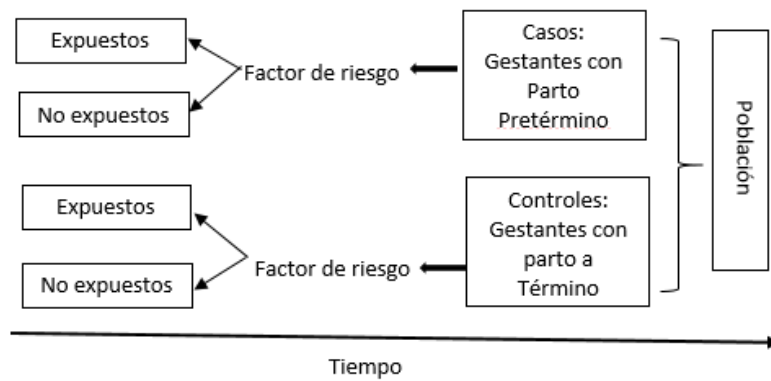 Expuestos
No expuestos
Factor de riesgo
Casos:
Gestantes con
Parto
Pretérmino
Población
Expuestos
No expuestos
Factor de riesgo
Controles:
Gestantes con
parto a
Término
Tiempo